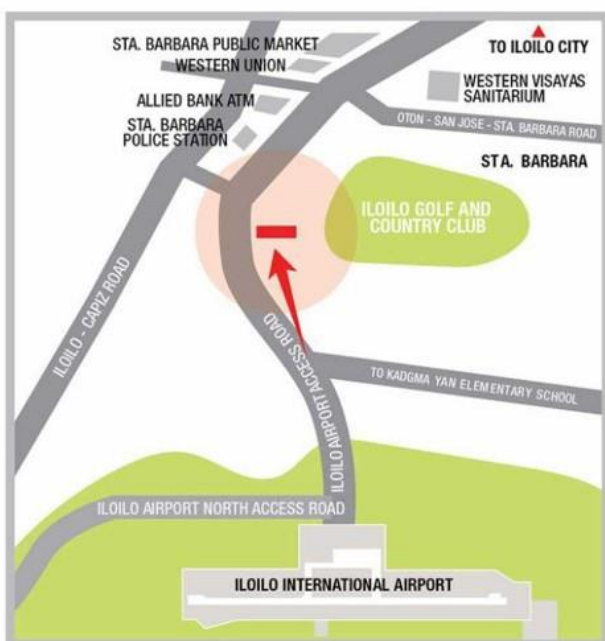 STA. BARBARA PUBLIC MARKET
WESTERN UNION
TO ILOILO CITY
ALLIED BANK ATM
WESTERN VISAYAS
SANITARIUM
STA. BARBARA
POLICE STATION
OTON - SAN JOSE - STA. BARBARA ROAD
STA. BARBARA
ILOILO GOLF AND
COUNTRY CLUB
ILOILO - CAPIZ ROAD
ILOILO AIRPORT ACCESS ROAD
TO KADGMA YAN ELEMENTARY SCHOOL
ILOILO AIRPORT NORTH ACCESS ROAD
ILOILO INTERNATIONAL AIRPORT